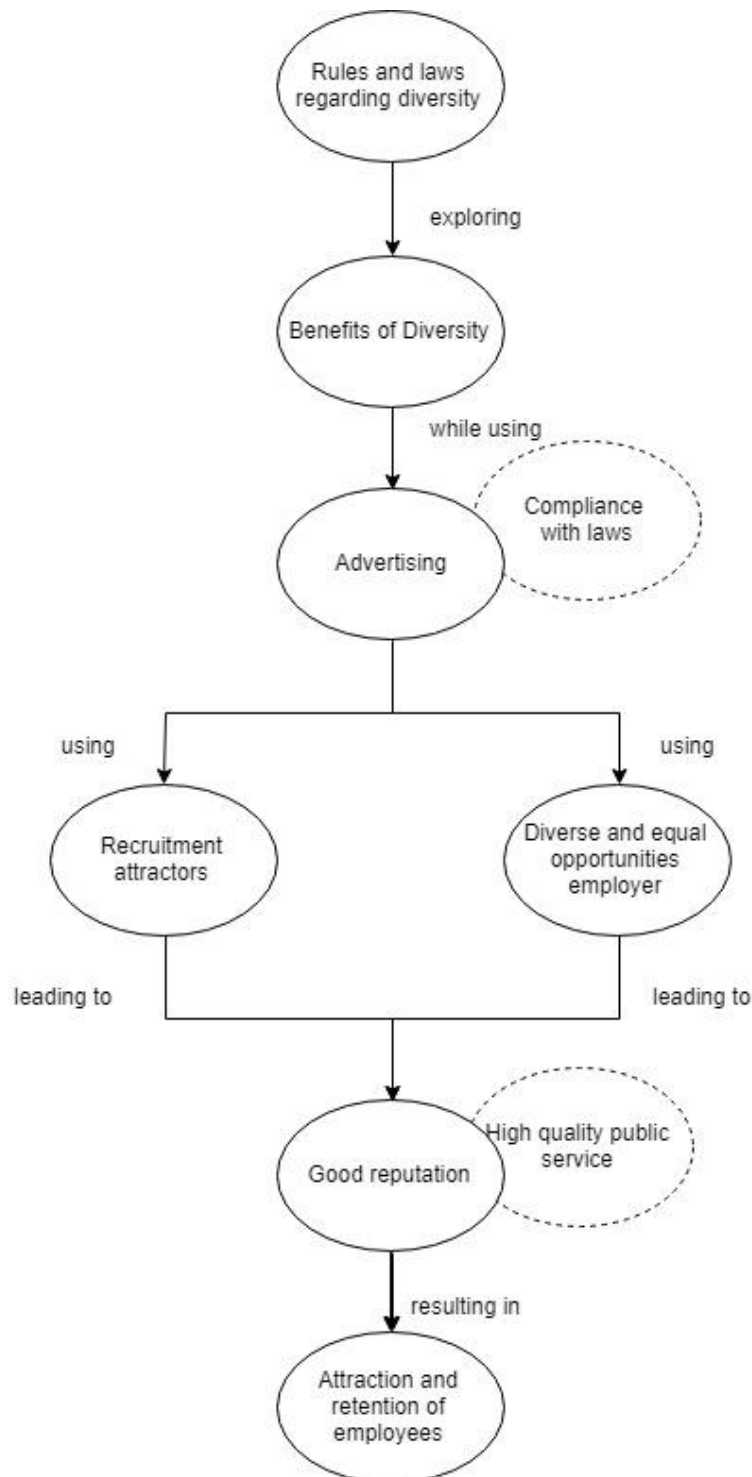 Rules and laws
regarding diversity
exploring
Benefits of Diversity
while using
Compliance
with laws
Advertising
using
using
Recruitment
attractors
Diverse and equal
opportunities
employer
leading to
leading to
High quality public
service
Good reputation
resulting in
Attraction and
retention of
employees